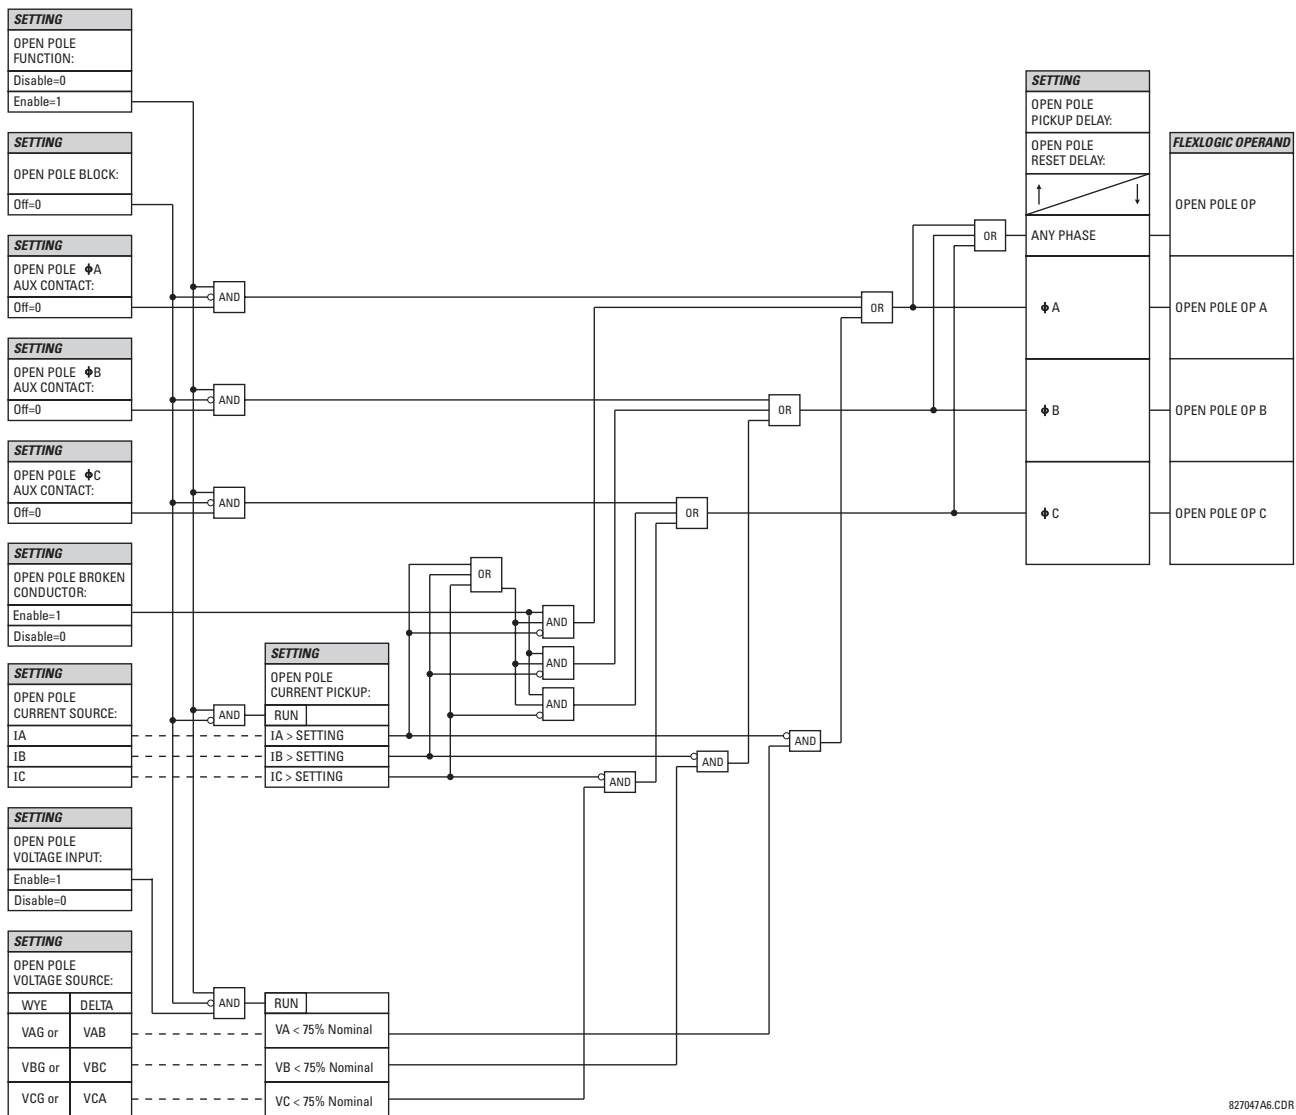 SETTING
OPEN POLE
FUNCTION:
Disable=0
Enable=1
SETTING
OPEN POLE BLOCK:
Off=0
SETTING
OPEN POLE ɸA
AUX CONTACT:
Off=0
SETTING
OPEN POLE ɸB
AUX CONTACT:
Off=0
SETTING
OPEN POLE ɸC
AUX CONTACT:
Off=0
SETTING
OPEN POLE BROKEN
CONDUCTOR:
Enable=1
Disable=0
SETTING
OPEN POLE
CURRENT SOURCE:
IA
IB
IC
SETTING
OPEN POLE
VOLTAGE INPUT:
Enable=1
Disable=0
SETTING
OPEN POLE
VOLTAGE SOURCE:
WYE DELTA
VAG or VAB
VBG or VBC
VCG or VCA
AND
AND
AND
AND
AND
SETTING
OPEN POLE
CURRENT PICKUP:
RUN
IA > SETTING
IB > SETTING
IC > SETTING
RUN
VA < 75% Nominal
VB < 75% Nominal
VC < 75% Nominal
OR
AND
AND
AND
AND
AND
AND
OR
OR
OR
OR
SETTING
OPEN POLE
PICKUP DELAY:
OPEN POLE
RESET DELAY:
ANY PHASE
ɸA
ɸB
ɸC
FLEXLOGIC OPERAND
OPEN POLE OP
OPEN POLE OP A
OPEN POLE OP B
OPEN POLE OP C
827047A6.CDR